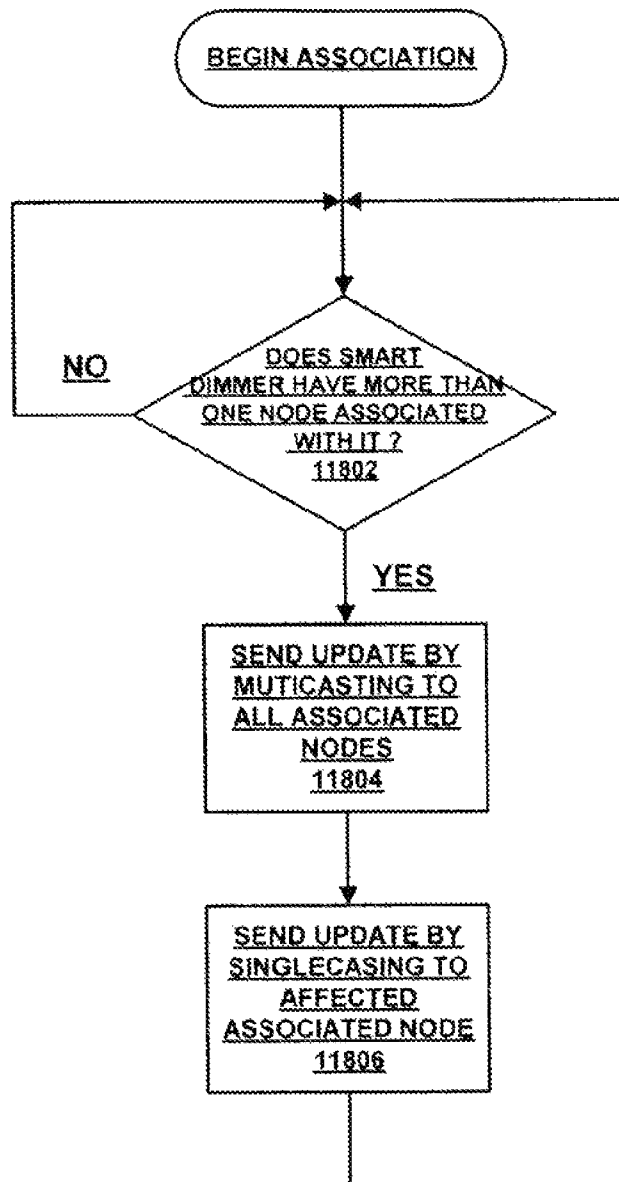 BEGIN ASSOCIATION
DOES SMART
DIMMER HAVE MORE THAN
ONE NODE ASSOCIATED
WITH IT ?
11802
NO
YES
SEND UPDATE BY
MUTICASTING TO
ALL ASSOCIATED
NODES
11804
SEND UPDATE BY
SINGLECASING TO
AFFECTED
ASSOCIATED NODE
11806